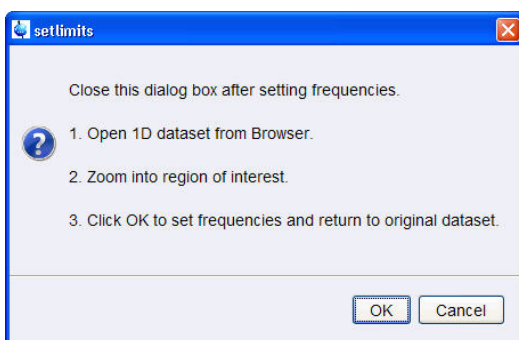 setlimits
Close this dialog box after setting frequencies.
1. Open 1D dataset from Browser.
2. Zoom into region of interest.
3. Click OK to set frequencies and return to original dataset.
OK Cancel